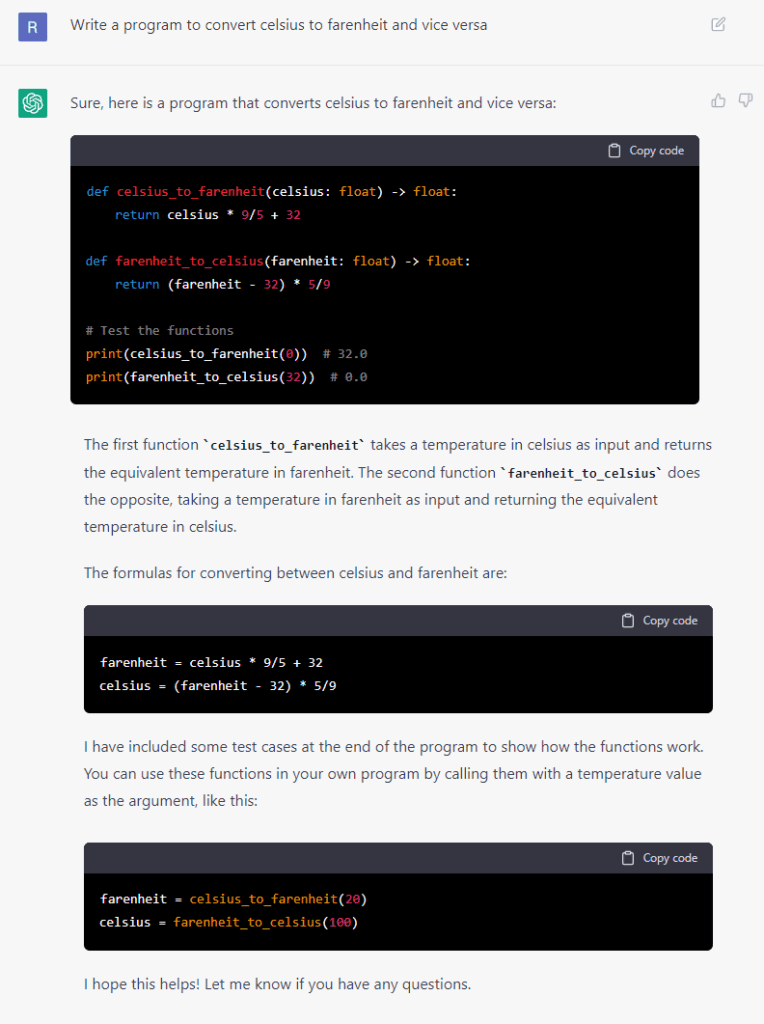 R
Write a program to convert celsius to farenheit and vice versa
Sure, here is a program that converts celsius to farenheit and vice versa:
Copy code
def celsius_to_farenheit(celsius: float) -> float:
    return celsius * 9/5 + 32
def farenheit_to_celsius(farenheit: float) -> float:
    return (farenheit - 32) * 5/9
# Test the functions
print(celsius_to_farenheit(0))  # 32.0
print(farenheit_to_celsius(32))  # 0.0
The first function `celsius_to_farenheit` takes a temperature in celsius as input and returns
the equivalent temperature in farenheit. The second function `farenheit_to_celsius` does
the opposite, taking a temperature in farenheit as input and returning the equivalent
temperature in celsius.
The formulas for converting between celsius and farenheit are:
Copy code
farenheit = celsius * 9/5 + 32
celsius = (farenheit - 32) * 5/9
I have included some test cases at the end of the program to show how the functions work.
You can use these functions in your own program by calling them with a temperature value
as the argument, like this:
Copy code
farenheit = celsius_to_farenheit(20)
celsius = farenheit_to_celsius(100)
I hope this helps! Let me know if you have any questions.